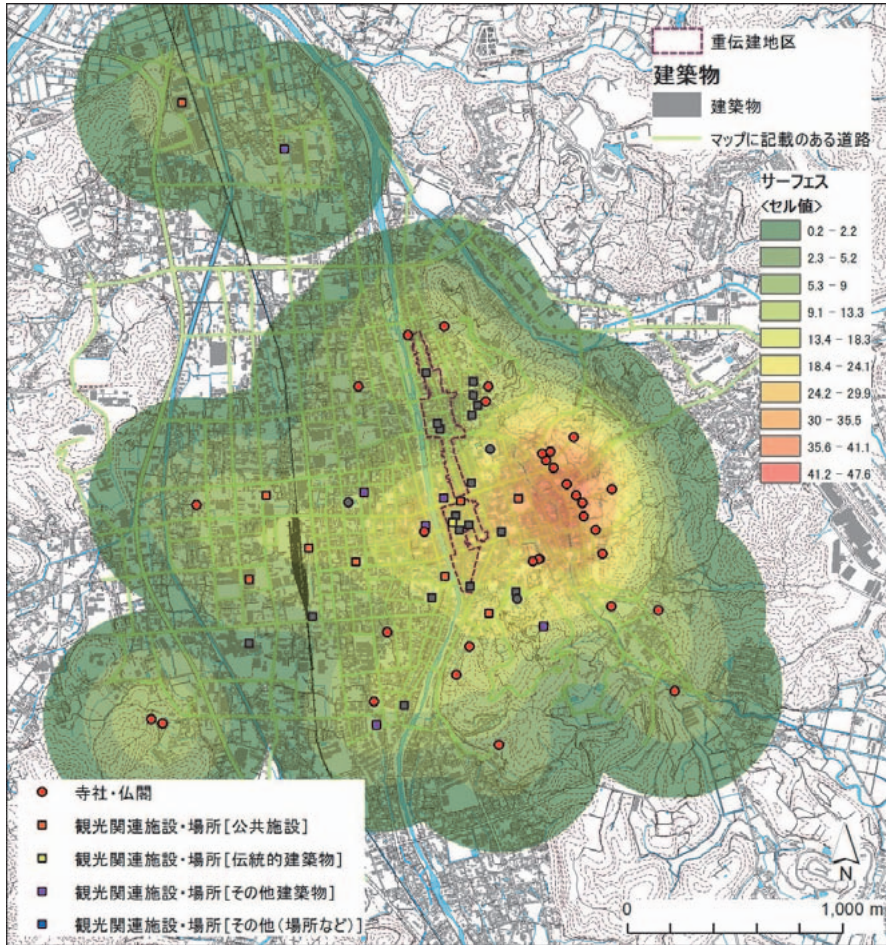 重伝建地区
建築物
建築物
マップに記載のある道路
サーフェス
<セル値>
0.2 - 2.2
2.3 - 5.2
5.3 - 9
9.1 - 13.3
13.4 - 18.3
18.4 - 24.1
24.2 - 29.9
30 - 35.5
35.6 - 41.1
41.2 - 47.6
寺社・仏閣
観光関連施設・場所[公共施設]
観光関連施設・場所[伝統的建築物]
観光関連施設・場所[その他建築物]
観光関連施設・場所[その他(場所など)]
N
0 1,000 m